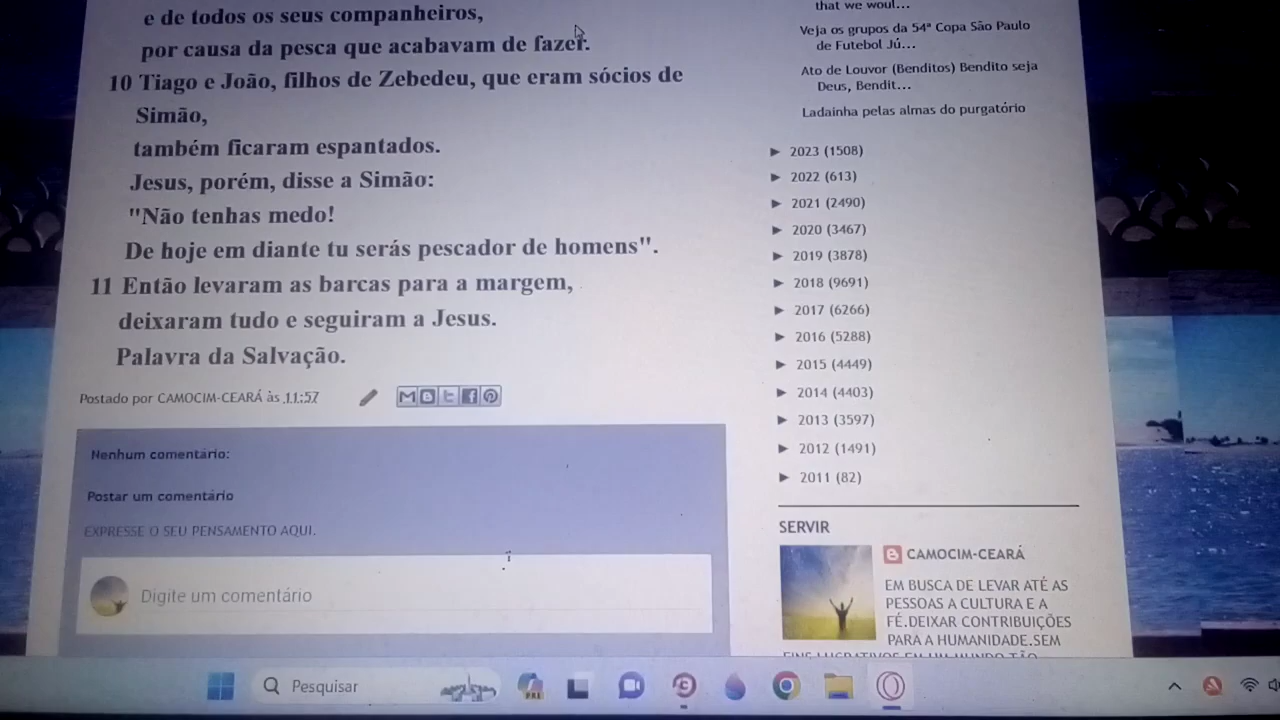 e de todos os seus companheiros,
por causa da pesca que acabavam de fazer.
10 Tiago e João, filhos de Zebedeu, que eram sócios de
Simão,
também ficaram espantados.
Jesus, porém, disse a Simão:
"Não tenhas medo!
De hoje em diante tu serás pescador de homens".
11 Então levaram as barcas para a margem,
deixaram tudo e seguiram a Jesus.
Palavra da Salvação.
Postado por CAMOCIM-CEARÁ às 11:57
Nenhum comentário:
Postar um comentário
EXPRESSE O SEU PENSAMENTO AQUI.
Digite um comentário
that we woul...
Veja os grupos da 54ª Copa São Paulo
de Futebol Jú...
Ato de Louvor (Benditos) Bendito seja
Deus, Bendit...
Ladainha pelas almas do purgatório
► 2023 (1508)
► 2022 (613)
► 2021 (2490)
► 2020 (3467)
► 2019 (3878)
► 2018 (9691)
► 2017 (6266)
► 2016 (5288)
► 2015 (4449)
► 2014 (4403)
► 2013 (3597)
► 2012 (1491)
► 2011 (82)
SERVIR
CAMOCIM-CEARÁ
EM BUSCA DE LEVAR ATÉ AS
PESSOAS A CULTURA E A
FÉ.DEIXAR CONTRIBUIÇÕES
PARA A HUMANIDADE.SEM
FINS LUCRATIVOS EM UM MUNDO TÃO
Pesquisar
PRE